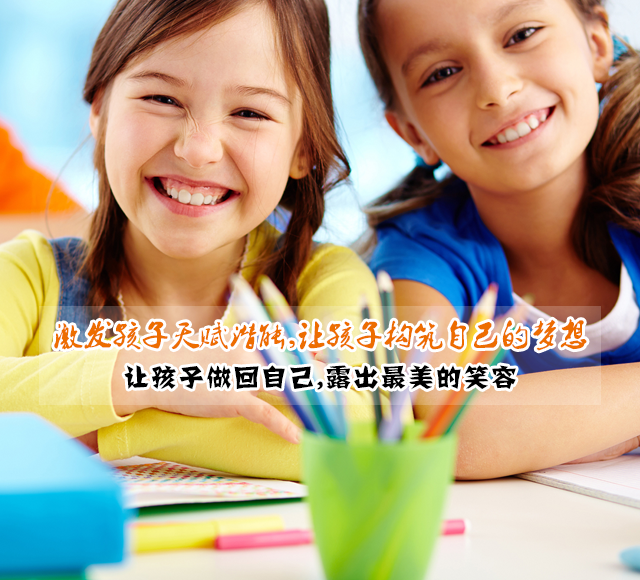 激发孩子天赋潜能,让孩子构筑自己的梦想
让孩子做回自己,露出最美的笑容